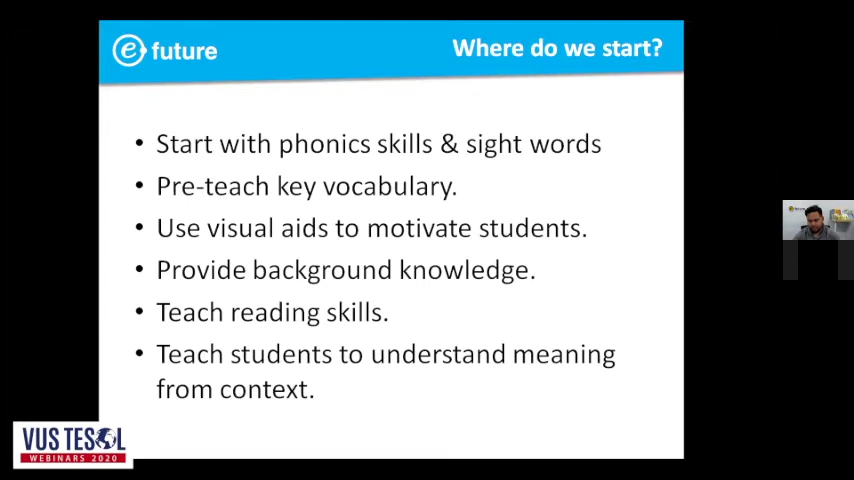 e future
Where do we start?
• Start with phonics skills & sight words
• Pre-teach key vocabulary.
• Use visual aids to motivate students.
• Provide background knowledge.
• Teach reading skills.
• Teach students to understand meaning
from context.
VUS TESOL
WEBINARS 2020